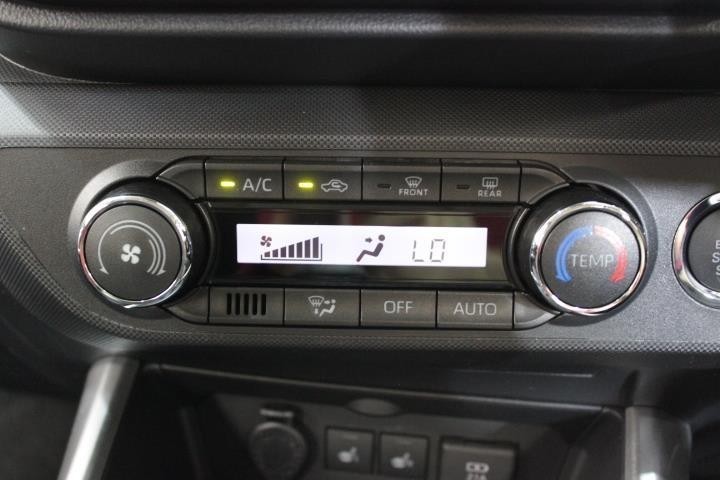 A/C
FRONT
REAR
LO
TEMP
OFF
AUTO